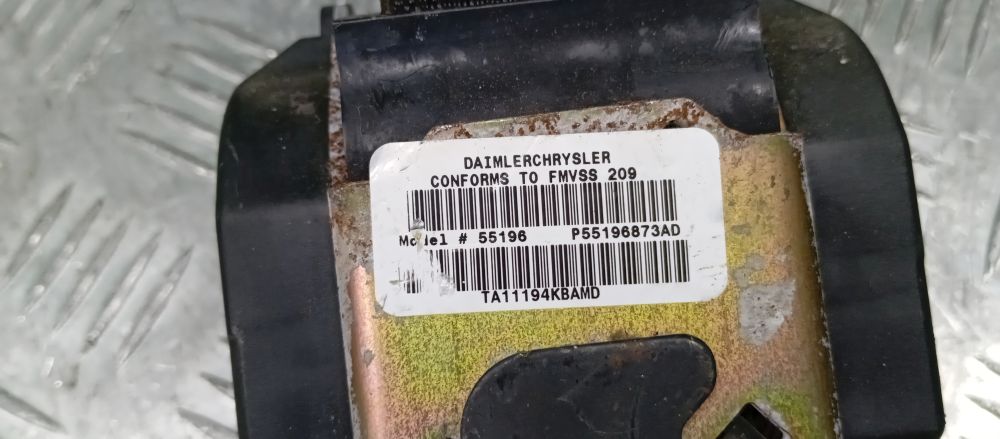 DAIMLERCHRYSLER
CONFORMS TO FMVSS 209
Model # 55196 P55196873AD
TA11194KBAMD